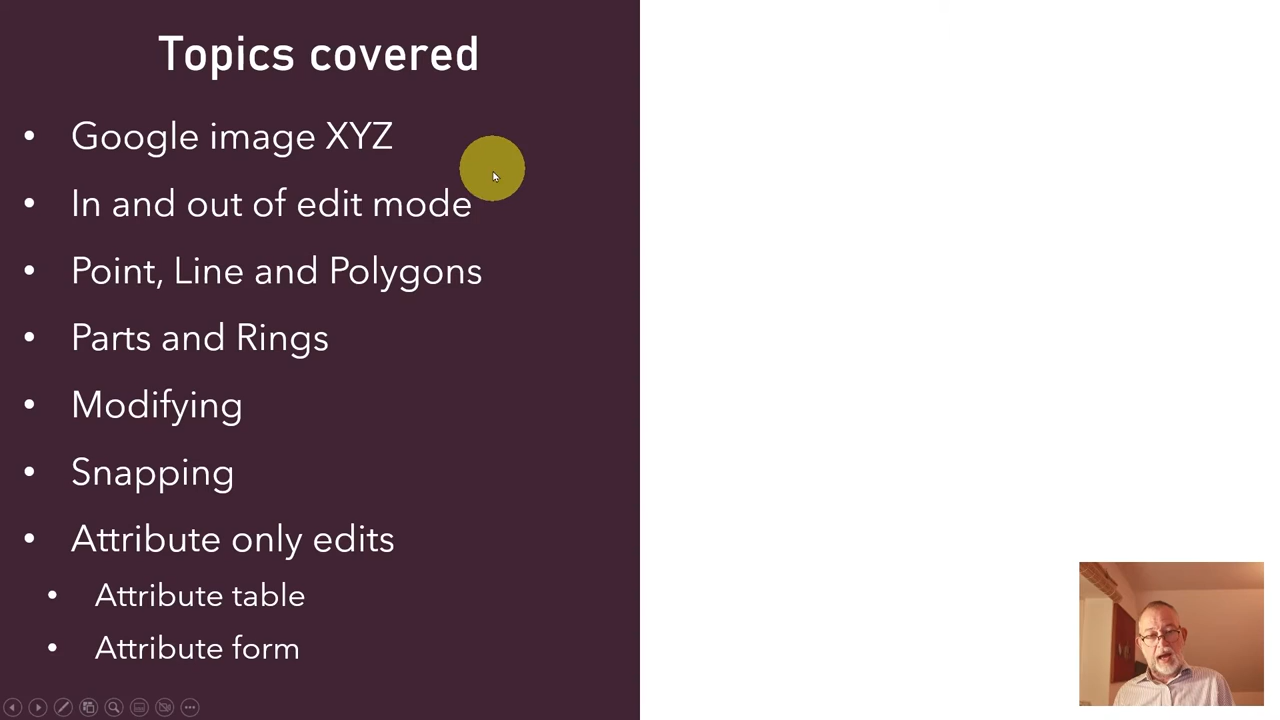 Topics covered
• Google image XYZ
• In and out of edit mode
• Point, Line and Polygons
• Parts and Rings
• Modifying
• Snapping
• Attribute only edits
• Attribute table
• Attribute form